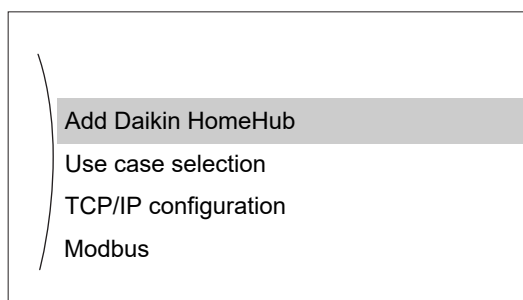 Add Daikin HomeHub
Use case selection
TCP/IP configuration
Modbus